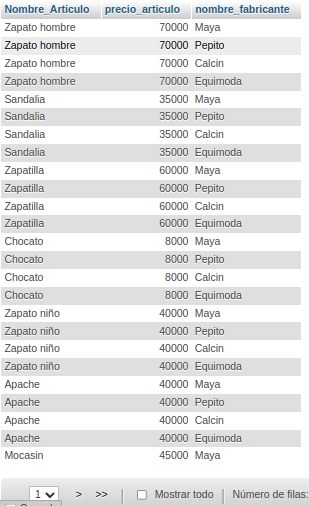 Nombre_Articulo precio_articulo nombre_fabricante
Zapato hombre 70000 Maya
Zapato hombre 70000 Pepito
Zapato hombre 70000 Calcin
Zapato hombre 70000 Equimoda
Sandalia 35000 Maya
Sandalia 35000 Pepito
Sandalia 35000 Calcin
Sandalia 35000 Equimoda
Zapatilla 60000 Maya
Zapatilla 60000 Pepito
Zapatilla 60000 Calcin
Zapatilla 60000 Equimoda
Chocato 8000 Maya
Chocato 8000 Pepito
Chocato 8000 Calcin
Chocato 8000 Equimoda
Zapato niño 40000 Maya
Zapato niño 40000 Pepito
Zapato niño 40000 Calcin
Zapato niño 40000 Equimoda
Apache 40000 Maya
Apache 40000 Pepito
Apache 40000 Calcin
Apache 40000 Equimoda
Mocasin 45000 Maya
1 > >> Mostrar todo Número de filas: